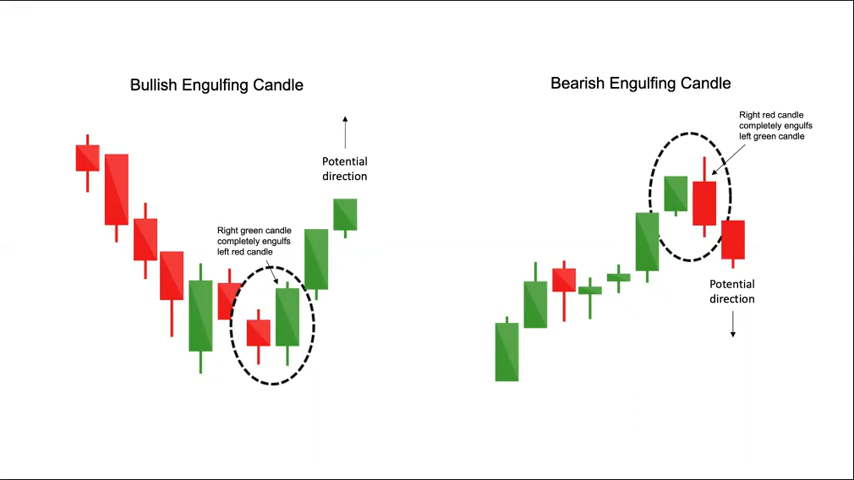 Bullish Engulfing Candle
Potential
direction
Right green candle
completely engulfs
left red candle
Bearish Engulfing Candle
Right red candle
completely engulfs
left green candle
Potential
direction